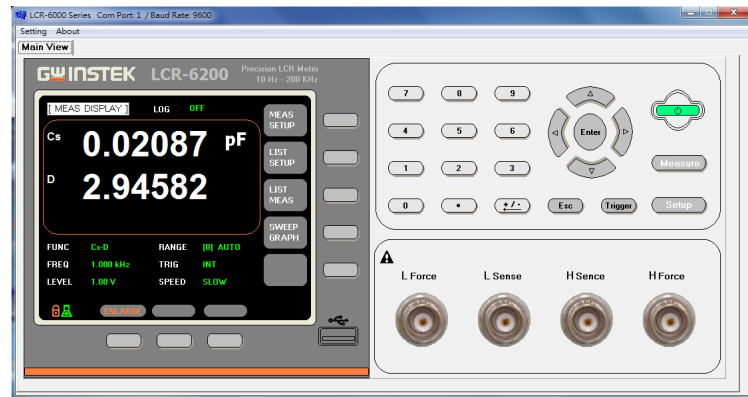 LCR-6000 Series Com Port: 1 / Baud Rate: 9600
Setting About
Main View
GWINSTEK LCR-6200 Precision LCR Meter
10 Hz - 200 KHz
[ MEAS DISPLAY ] LOG OFF
Cs 0.02087 pF
D 2.94582
FUNC Cs-D RANGE [0] AUTO
FREQ 1.000 kHz TRIG INT
LEVEL 1.00 V SPEED SLOW
ENLARGE
MEAS
SETUP
LIST
SETUP
LIST
MEAS
SWEEP
GRAPH
7 8 9
4 5 6 Enter
1 2 3 Measure
0 • + / - Esc Trigger Setup
L Force L Sense H Sence H Force